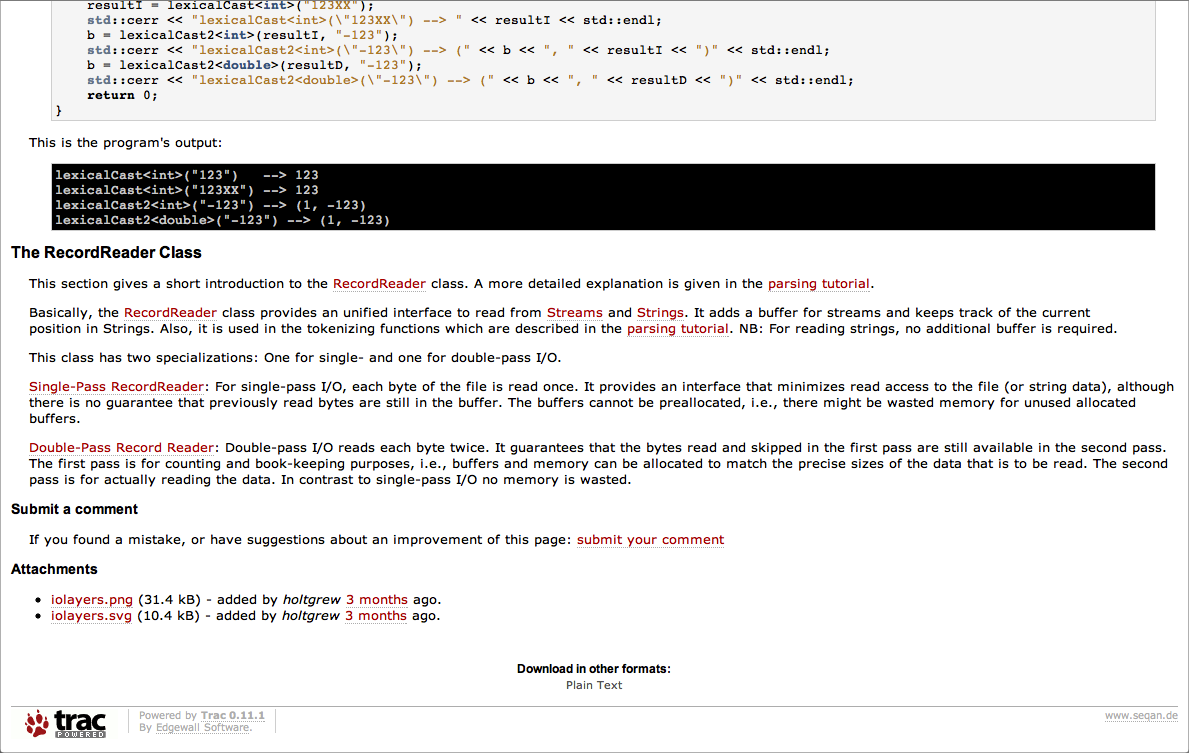 resultI = lexicalCast<int>("123XX");
std::cerr << "lexicalCast<int>(\"123XX\") --> " << resultI << std::endl;
b = lexicalCast2<int>(resultI, "-123");
std::cerr << "lexicalCast2<int>(\"-123\") --> (" << b << ", " << resultI << ")" << std::endl;
b = lexicalCast2<double>(resultD, "-123");
std::cerr << "lexicalCast2<double>(\"-123\") --> (" << b << ", " << resultD << ")" << std::endl;
return 0;
}
This is the program's output:
lexicalCast<int>("123")   --> 123
lexicalCast<int>("123XX") --> 123
lexicalCast2<int>("-123") --> (1, -123)
lexicalCast2<double>("-123") --> (1, -123)
The RecordReader Class
This section gives a short introduction to the RecordReader class. A more detailed explanation is given in the parsing tutorial.
Basically, the RecordReader class provides an unified interface to read from Streams and Strings. It adds a buffer for streams and keeps track of the current
position in Strings. Also, it is used in the tokenizing functions which are described in the parsing tutorial. NB: For reading strings, no additional buffer is required.
This class has two specializations: One for single- and one for double-pass I/O.
Single-Pass RecordReader: For single-pass I/O, each byte of the file is read once. It provides an interface that minimizes read access to the file (or string data), although
there is no guarantee that previously read bytes are still in the buffer. The buffers cannot be preallocated, i.e., there might be wasted memory for unused allocated
buffers.
Double-Pass Record Reader: Double-pass I/O reads each byte twice. It guarantees that the bytes read and skipped in the first pass are still available in the second pass.
The first pass is for counting and book-keeping purposes, i.e., buffers and memory can be allocated to match the precise sizes of the data that is to be read. The second
pass is for actually reading the data. In contrast to single-pass I/O no memory is wasted.
Submit a comment
If you found a mistake, or have suggestions about an improvement of this page: submit your comment
Attachments
• iolayers.png (31.4 kB) - added by holtgrew 3 months ago.
• iolayers.svg (10.4 kB) - added by holtgrew 3 months ago.
Download in other formats:
Plain Text
trac
POWERED
Powered by Trac 0.11.1
By Edgewall Software.
www.seqan.de